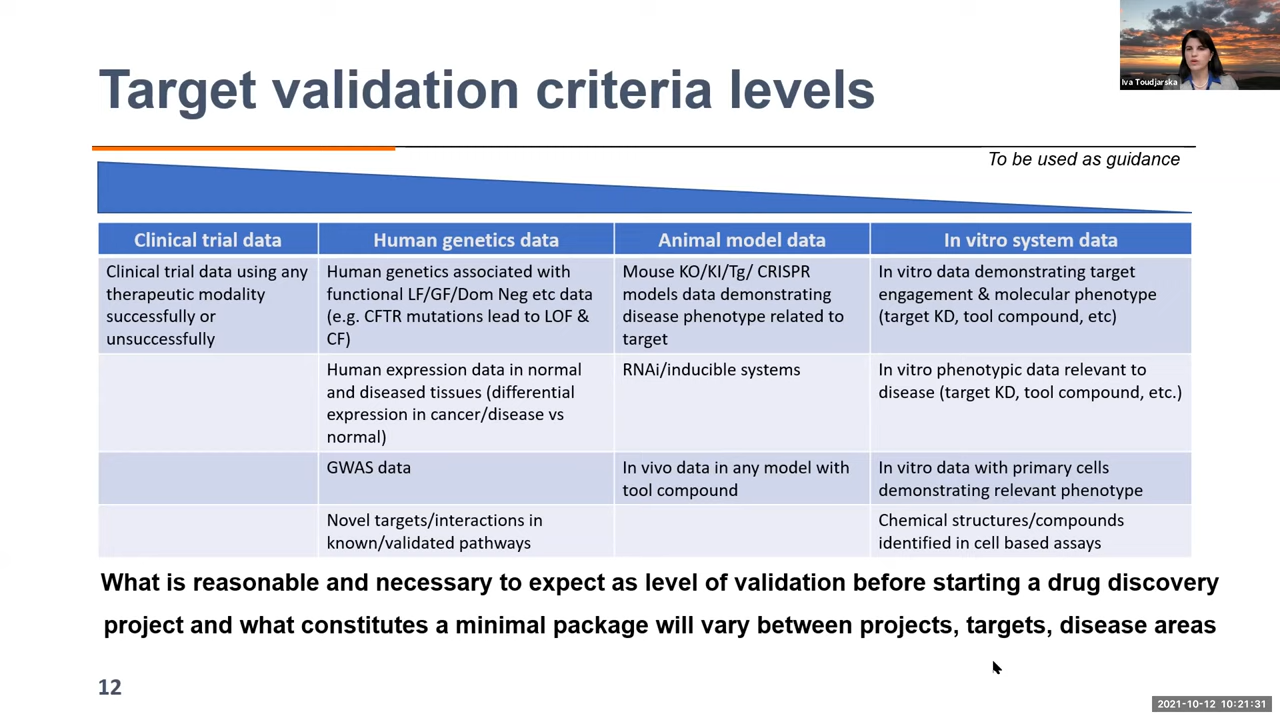 Target validation criteria levels
Iva Toudjarska
To be used as guidance
Clinical trial data
Human genetics data
Animal model data
In vitro system data
Clinical trial data using any
therapeutic modality
successfully or
unsuccessfully
Human genetics associated with
functional LF/GF/Dom Neg etc data
(e.g. CFTR mutations lead to LOF &
CF)
Mouse KO/KI/Tg/ CRISPR
models data demonstrating
disease phenotype related to
target
In vitro data demonstrating target
engagement & molecular phenotype
(target KD, tool compound, etc)
Human expression data in normal
and diseased tissues (differential
expression in cancer/disease vs
normal)
RNAi/inducible systems
In vitro phenotypic data relevant to
disease (target KD, tool compound, etc.)
GWAS data
In vivo data in any model with
tool compound
In vitro data with primary cells
demonstrating relevant phenotype
Novel targets/interactions in
known/validated pathways
Chemical structures/compounds
identified in cell based assays
What is reasonable and necessary to expect as level of validation before starting a drug discovery
project and what constitutes a minimal package will vary between projects, targets, disease areas
12
2021-10-12 10:21:31